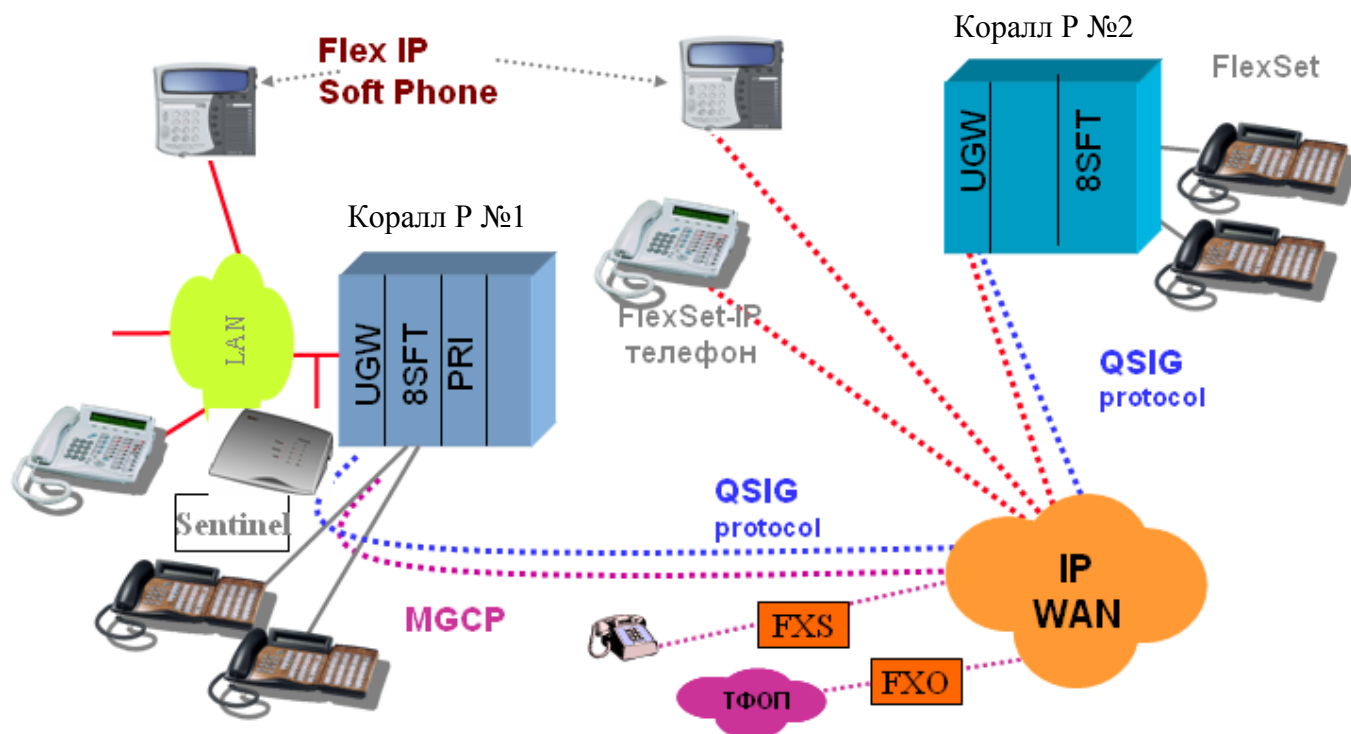 Коралл Р №2
Flex IP
Soft Phone
FlexSet
UGW
8SFT
Коралл Р №1
LAN
UGW
8SFT
PRI
FlexSet-IP
телефон
QSIG
protocol
Sentinel
QSIG
protocol
IP
WAN
MGCP
FXS
FXO
ТФОП